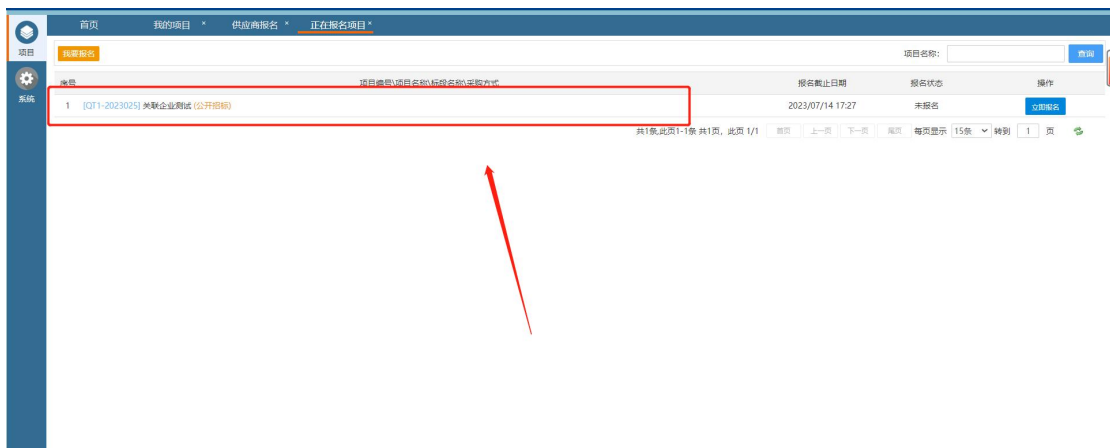 首页 我的项目 × 供应商报名 × 正在报名项目 ×
项目
系统
我要报名 项目名称: 查询
序号 项目编号\项目名称\标段名称\采购方式 报名截止日期 报名状态 操作
1 [QT1-2023025] 关联企业测试 (公开招标) 2023/07/14 17:27 未报名 立即报名
共1条,此页1-1条 共1页, 此页 1/1 首页 上一页 下一页 尾页 每页显示 15条 转到 1 页